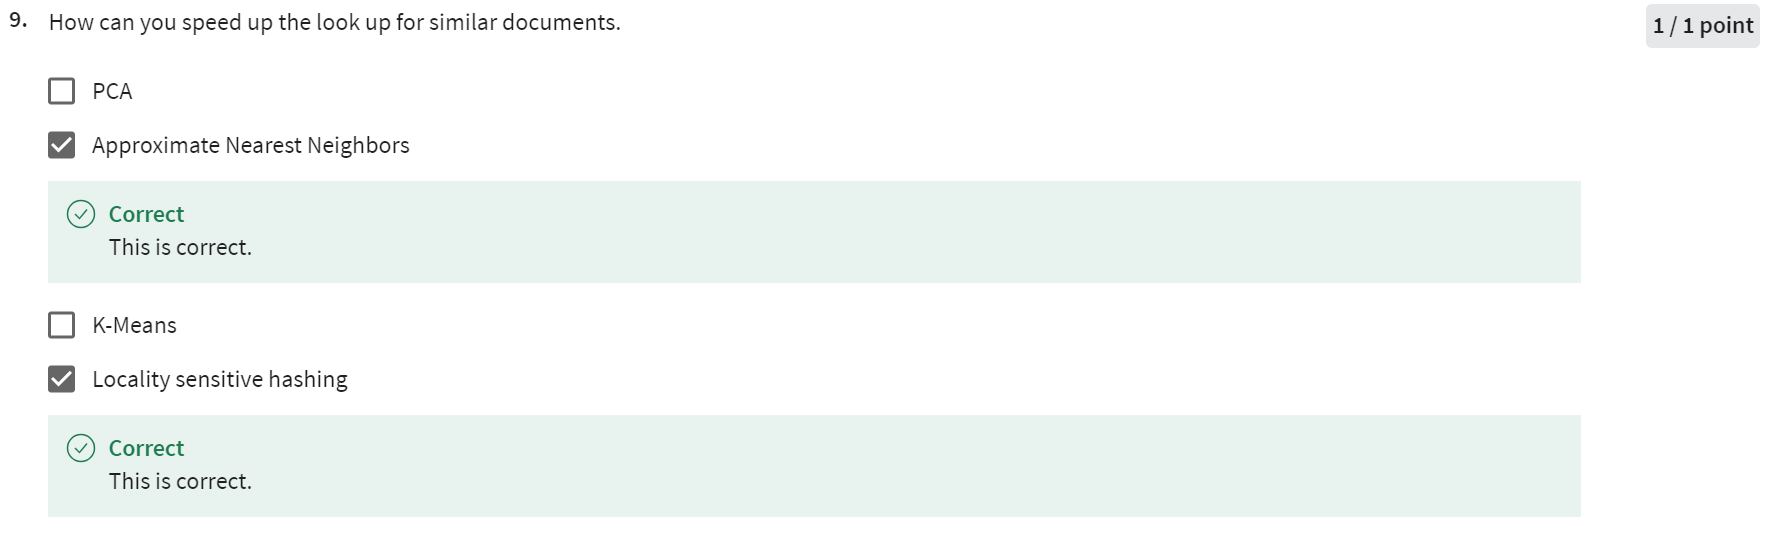 9. How can you speed up the look up for similar documents.
1 / 1 point
PCA
Approximate Nearest Neighbors
Correct
This is correct.
K-Means
Locality sensitive hashing
Correct
This is correct.